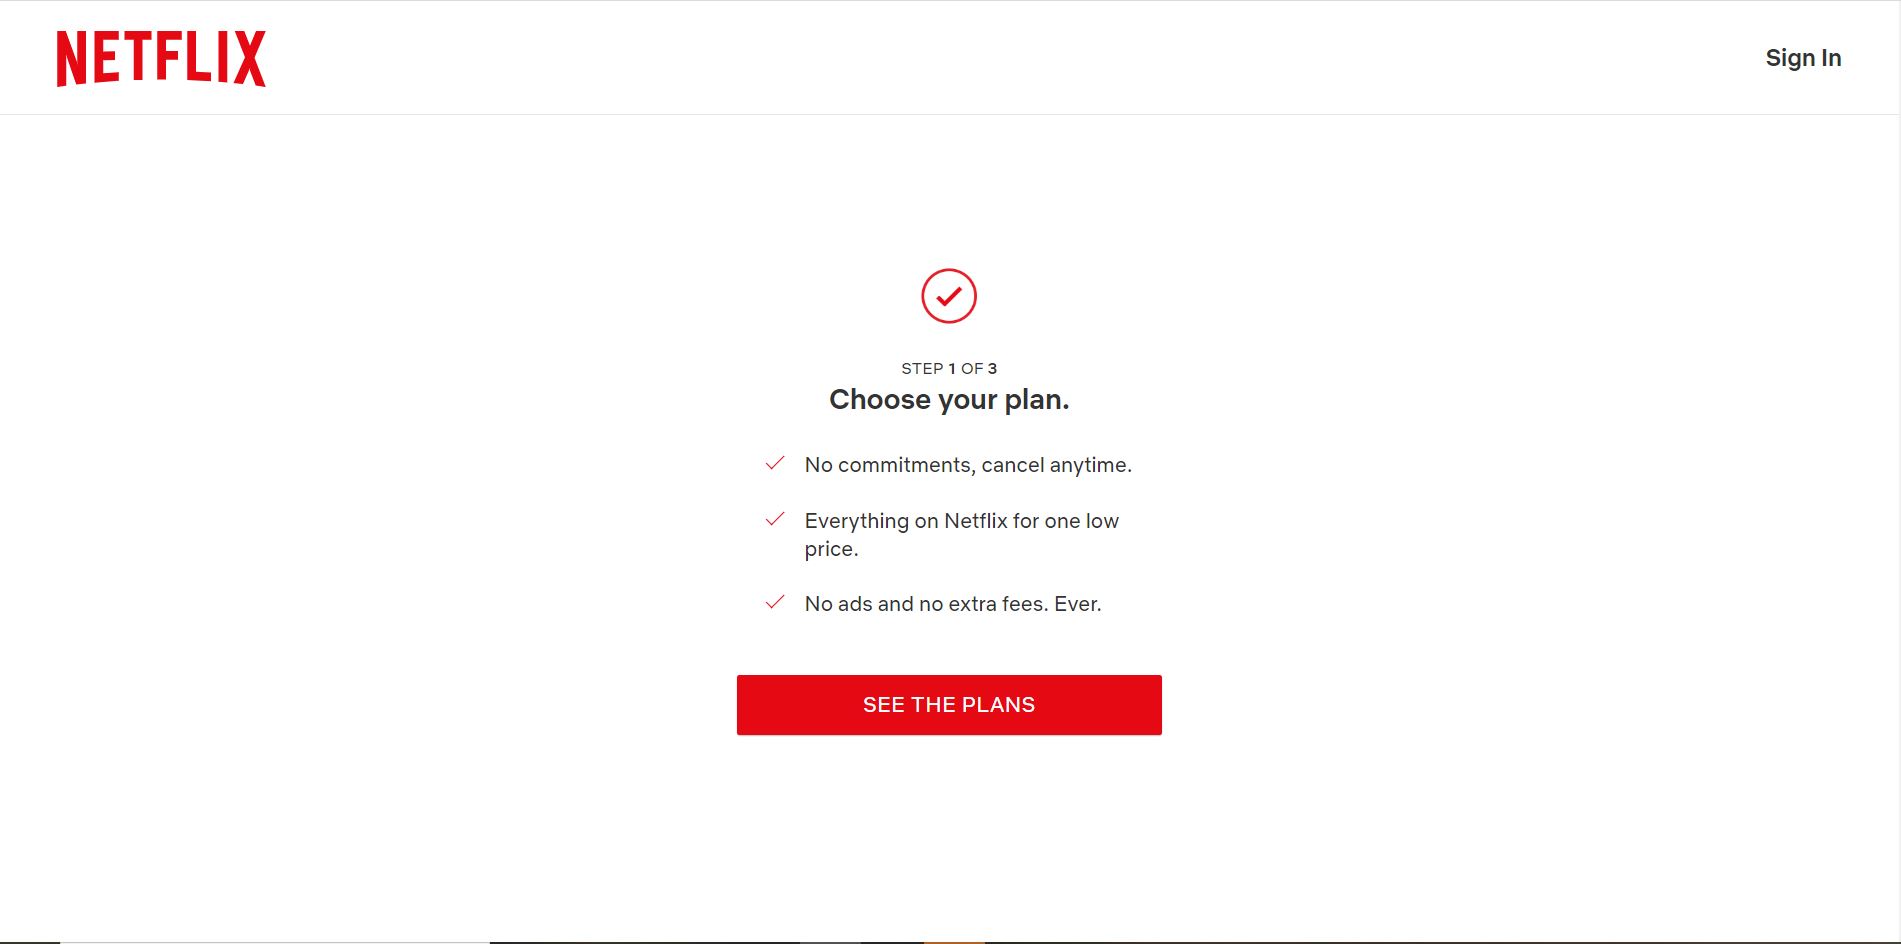 NETFLIX
Sign In
STEP 1 OF 3
Choose your plan.
No commitments, cancel anytime.
Everything on Netflix for one low
price.
No ads and no extra fees. Ever.
SEE THE PLANS